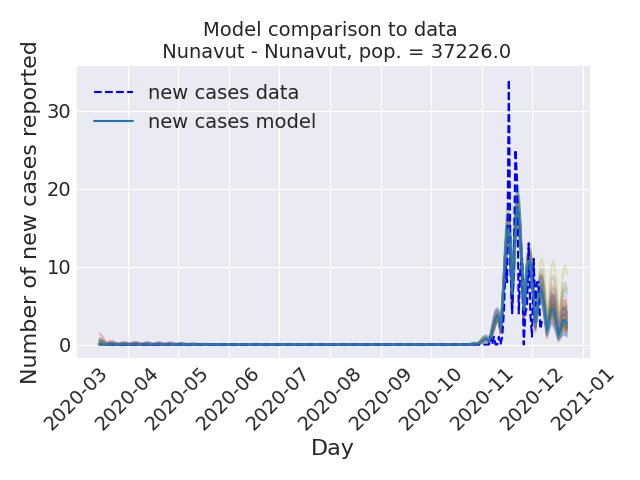 Model comparison to data
Nunavut - Nunavut, pop. = 37226.0
Number of new cases reported
30
20
10
0
new cases data
new cases model
2020-03
2020-04
2020-05
2020-06
2020-07
2020-08
2020-09
2020-10
2020-11
2020-12
2021-01
Day